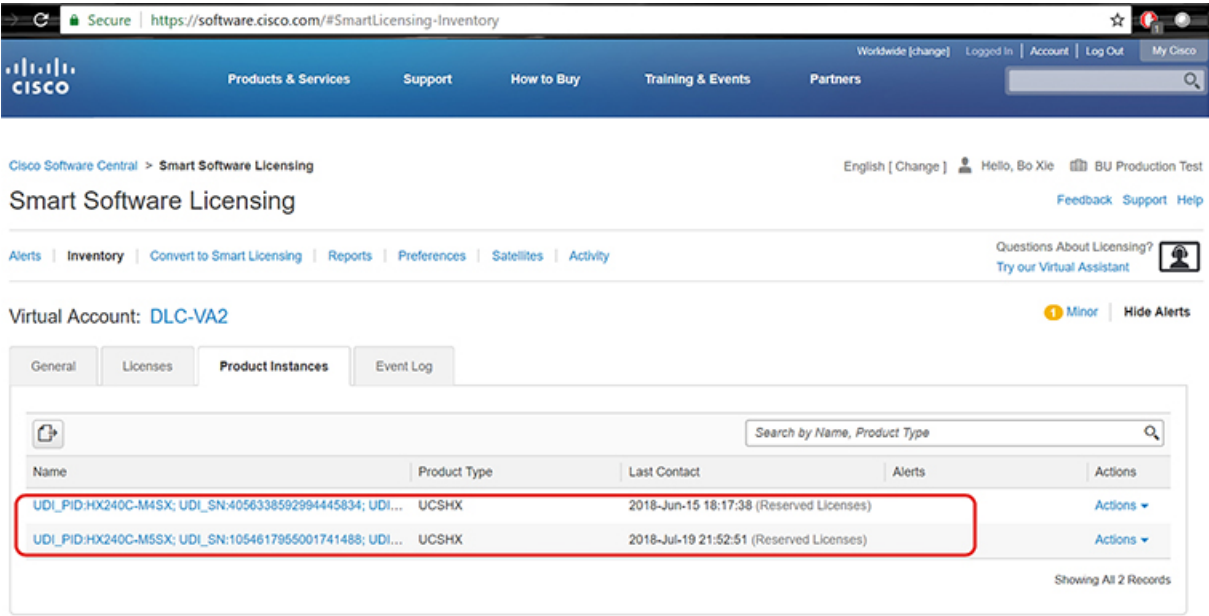 Secure | https://software.cisco.com/#SmartLicensing-Inventory
1
Worldwide [change] Logged In | Account | Log Out My Cisco
CISCO
Products & Services Support How to Buy Training & Events Partners
Cisco Software Central > Smart Software Licensing
English [ Change ] Hello, Bo Xie BU Production Test
Smart Software Licensing
Feedback Support Help
Alerts | Inventory | Convert to Smart Licensing | Reports | Preferences | Satellites | Activity
Questions About Licensing?
Try our Virtual Assistant
Virtual Account: DLC-VA2
1 Minor | Hide Alerts
General Licenses Product Instances Event Log
Search by Name, Product Type
Name Product Type Last Contact Alerts Actions
UDI_PID:HX240C-M4SX; UDI_SN:4056338592994445834; UDI... UCSHX 2018-Jun-15 18:17:38 (Reserved Licenses) Actions
UDI_PID:HX240C-M5SX; UDI_SN:1054617955001741488; UDI... UCSHX 2018-Jul-19 21:52:51 (Reserved Licenses) Actions
Showing All 2 Records